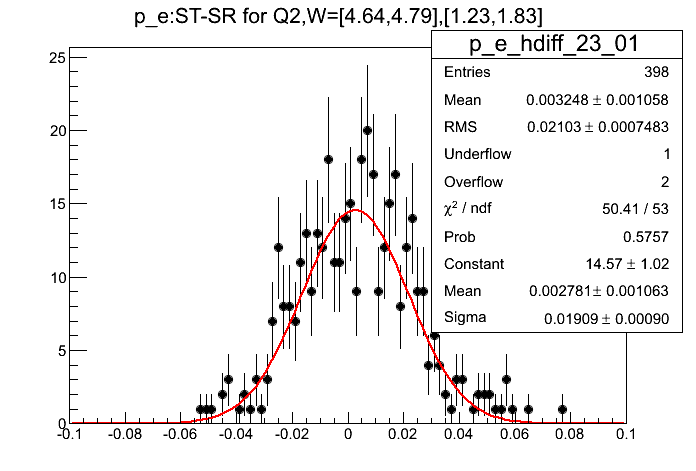 p_e:ST-SR for Q2,W=[4.64,4.79],[1.23,1.83]
p_e_hdiff_23_01
Entries 398
Mean 0.003248 ± 0.001058
RMS 0.02103 ± 0.0007483
Underflow 1
Overflow 2
χ² / ndf 50.41 / 53
Prob 0.5757
Constant 14.57 ± 1.02
Mean 0.002781 ± 0.001063
Sigma 0.01909 ± 0.00090
25
20
15
10
5
0
-0.1 -0.08 -0.06 -0.04 -0.02 0 0.02 0.04 0.06 0.08 0.1